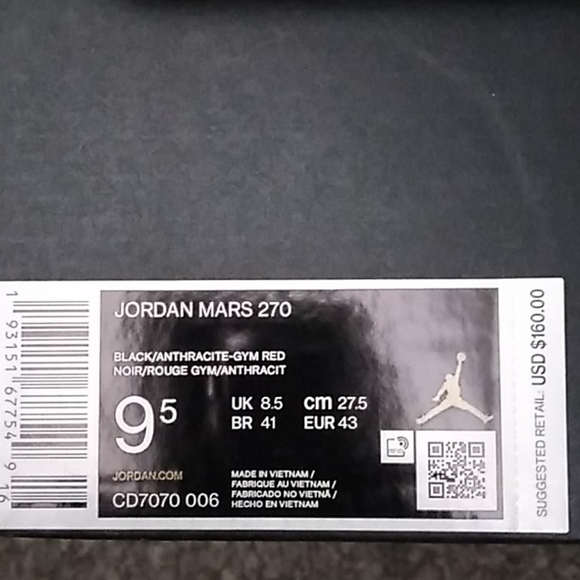 JORDAN MARS 270
BLACK/ANTHRACITE-GYM RED
NOIR/ROUGE GYM/ANTHRACIT
9⁵
UK 8.5 cm 27.5
BR 41 EUR 43
JORDAN.COM
CD7070 006
MADE IN VIETNAM /
FABRIQUE AU VIETNAM /
FABRICADO NO VIETNÃ /
HECHO EN VIETNAM
SUGGESTED RETAIL: USD $160.00
1 93151 67754 9 16